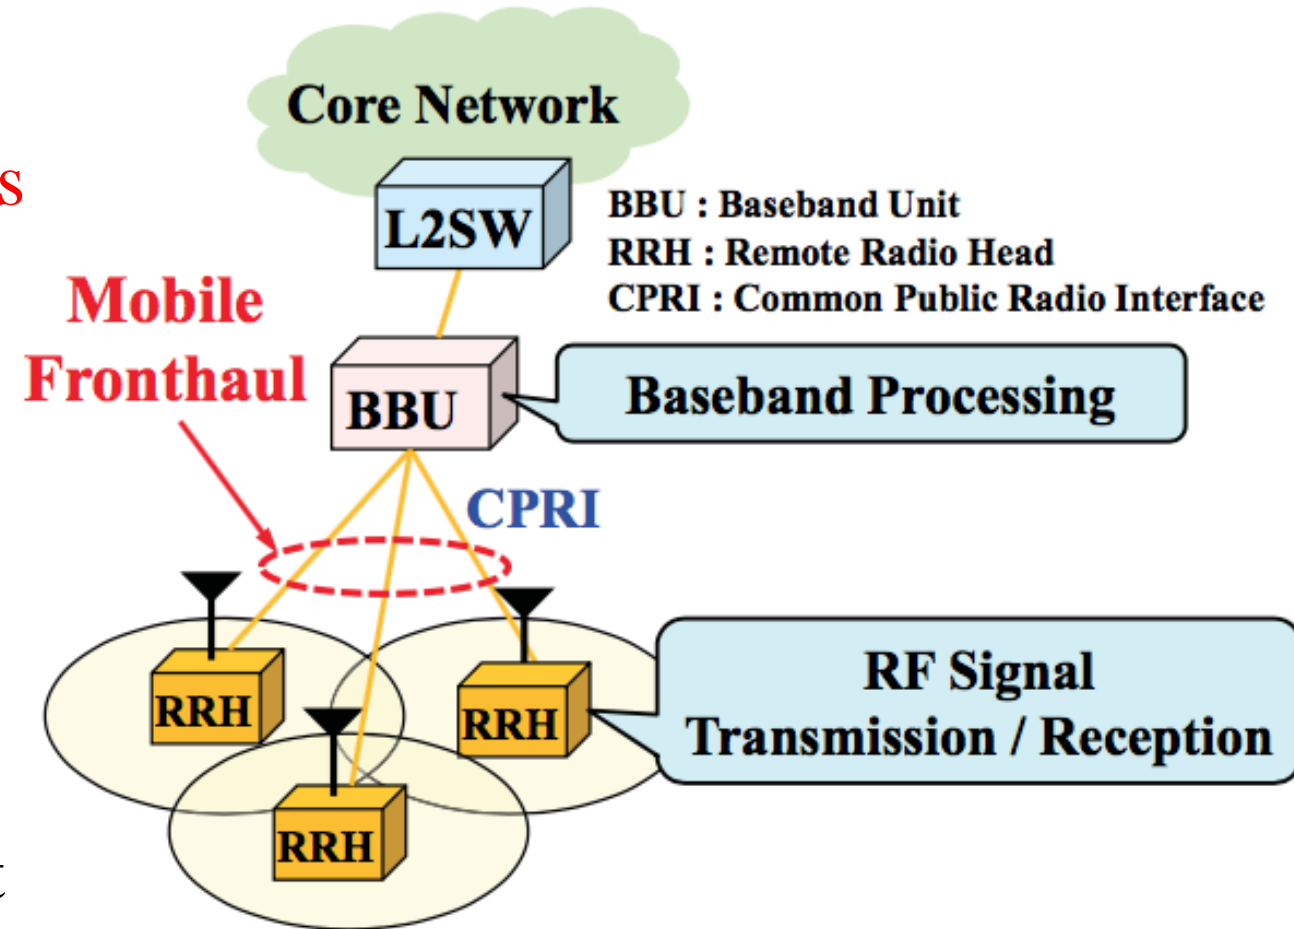 Core Network
s
L2SW
BBU : Baseband Unit
RRH : Remote Radio Head
CPRI : Common Public Radio Interface
Mobile
Fronthaul
BBU
Baseband Processing
CPRI
RRH
RRH
RF Signal
Transmission / Reception
RRH
t